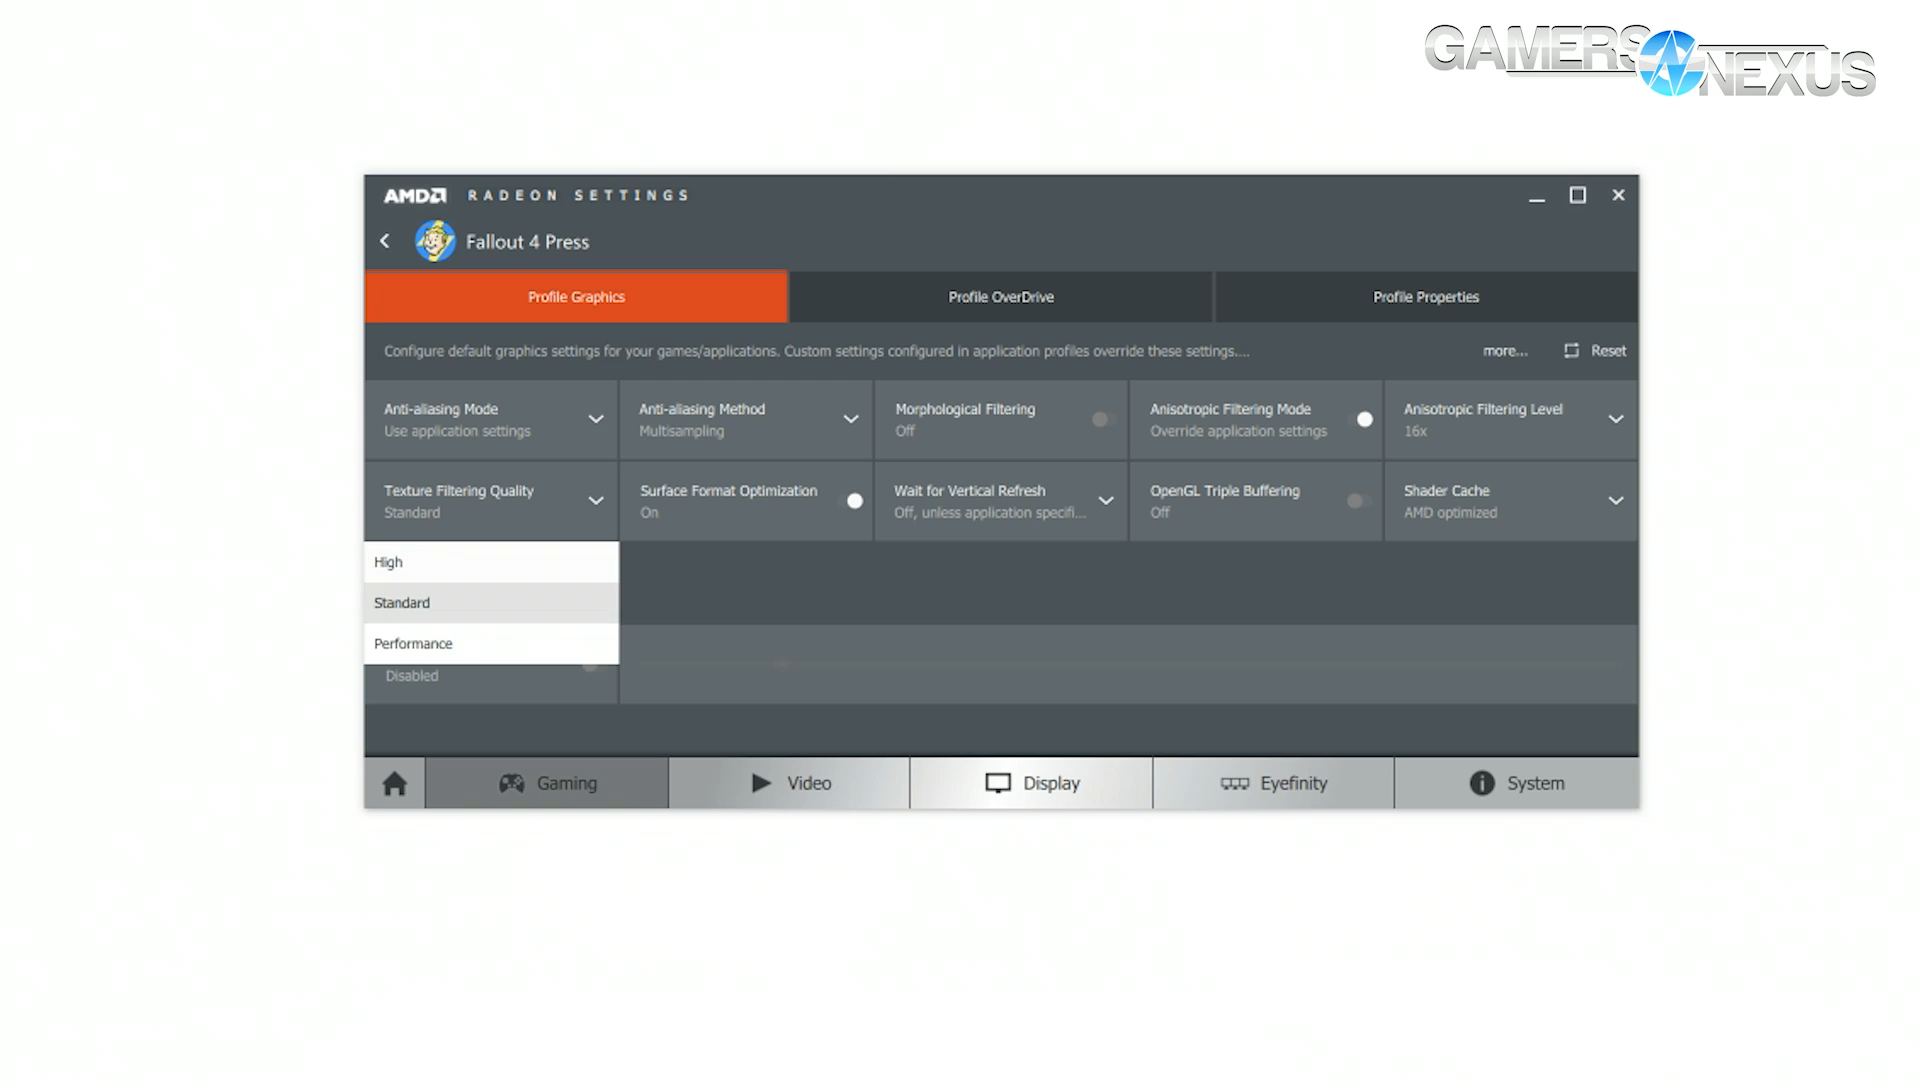 GAMERS NEXUS
AMD RADEON SETTINGS
Fallout 4 Press
Profile Graphics
Profile OverDrive
Profile Properties
Configure default graphics settings for your games/applications. Custom settings configured in application profiles override these settings....
more...
Reset
Anti-aliasing Mode
Use application settings
Anti-aliasing Method
Multisampling
Morphological Filtering
Off
Anisotropic Filtering Mode
Override application settings
Anisotropic Filtering Level
16x
Texture Filtering Quality
Standard
Surface Format Optimization
On
Wait for Vertical Refresh
Off, unless application specifi...
OpenGL Triple Buffering
Off
Shader Cache
AMD optimized
High
Standard
Performance
Disabled
Gaming
Video
Display
Eyefinity
System